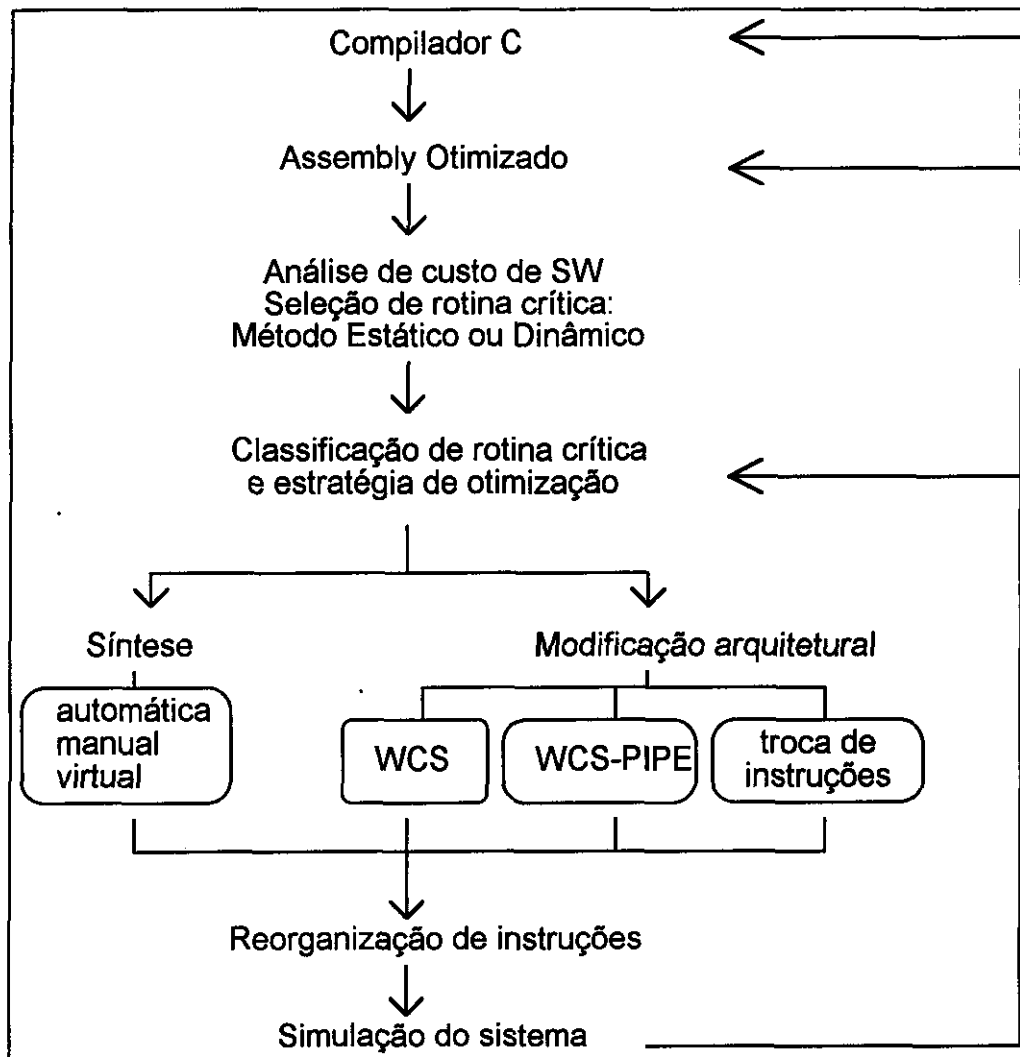 Compilador C
Assembly Otimizado
Análise de custo de SW
Seleção de rotina crítica:
Método Estático ou Dinâmico
Classificação de rotina crítica
e estratégia de otimização
Síntese
Modificação arquitetural
automática
manual
virtual
WCS
WCS-PIPE
troca de
instruções
Reorganização de instruções
Simulação do sistema